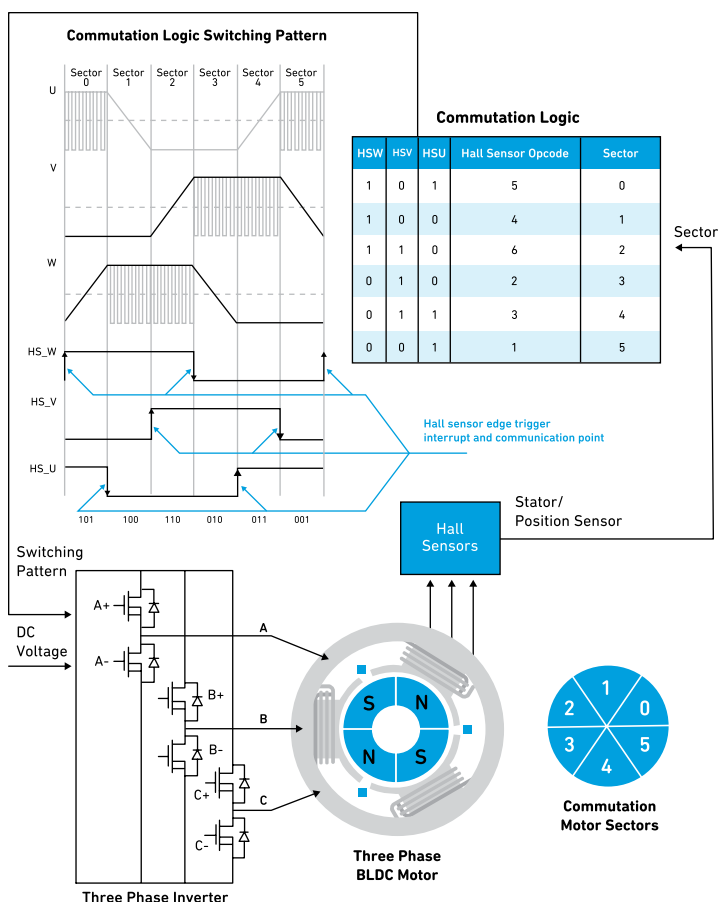 Commutation Logic Switching Pattern
Sector 0
Sector 1
Sector 2
Sector 3
Sector 4
Sector 5
U
V
W
HS_W
HS_V
HS_U
101 100 110 010 011 001
Hall sensor edge trigger
interrupt and communication point
Commutation Logic
HSW HSV HSU Hall Sensor Opcode Sector
1 0 1 5 0
1 0 0 4 1
1 1 0 6 2
0 1 0 2 3
0 1 1 3 4
0 0 1 1 5
Sector
Hall
Sensors
Stator/
Position Sensor
Switching
Pattern
DC
Voltage
A+
A-
B+
B-
C+
C-
A
B
C
Three Phase Inverter
S N
N S
Three Phase
BLDC Motor
1
2 0
3 5
4
Commutation
Motor Sectors